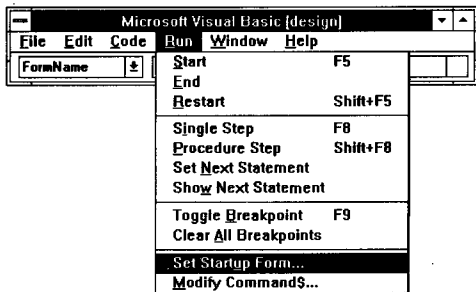 Microsoft Visual Basic [design]
File Edit Code Run Window Help
FormName
Start F5
End
Restart Shift+F5
Single Step F8
Procedure Step Shift+F8
Set Next Statement
Show Next Statement
Toggle Breakpoint F9
Clear All Breakpoints
Set Startup Form...
Modify Command$...